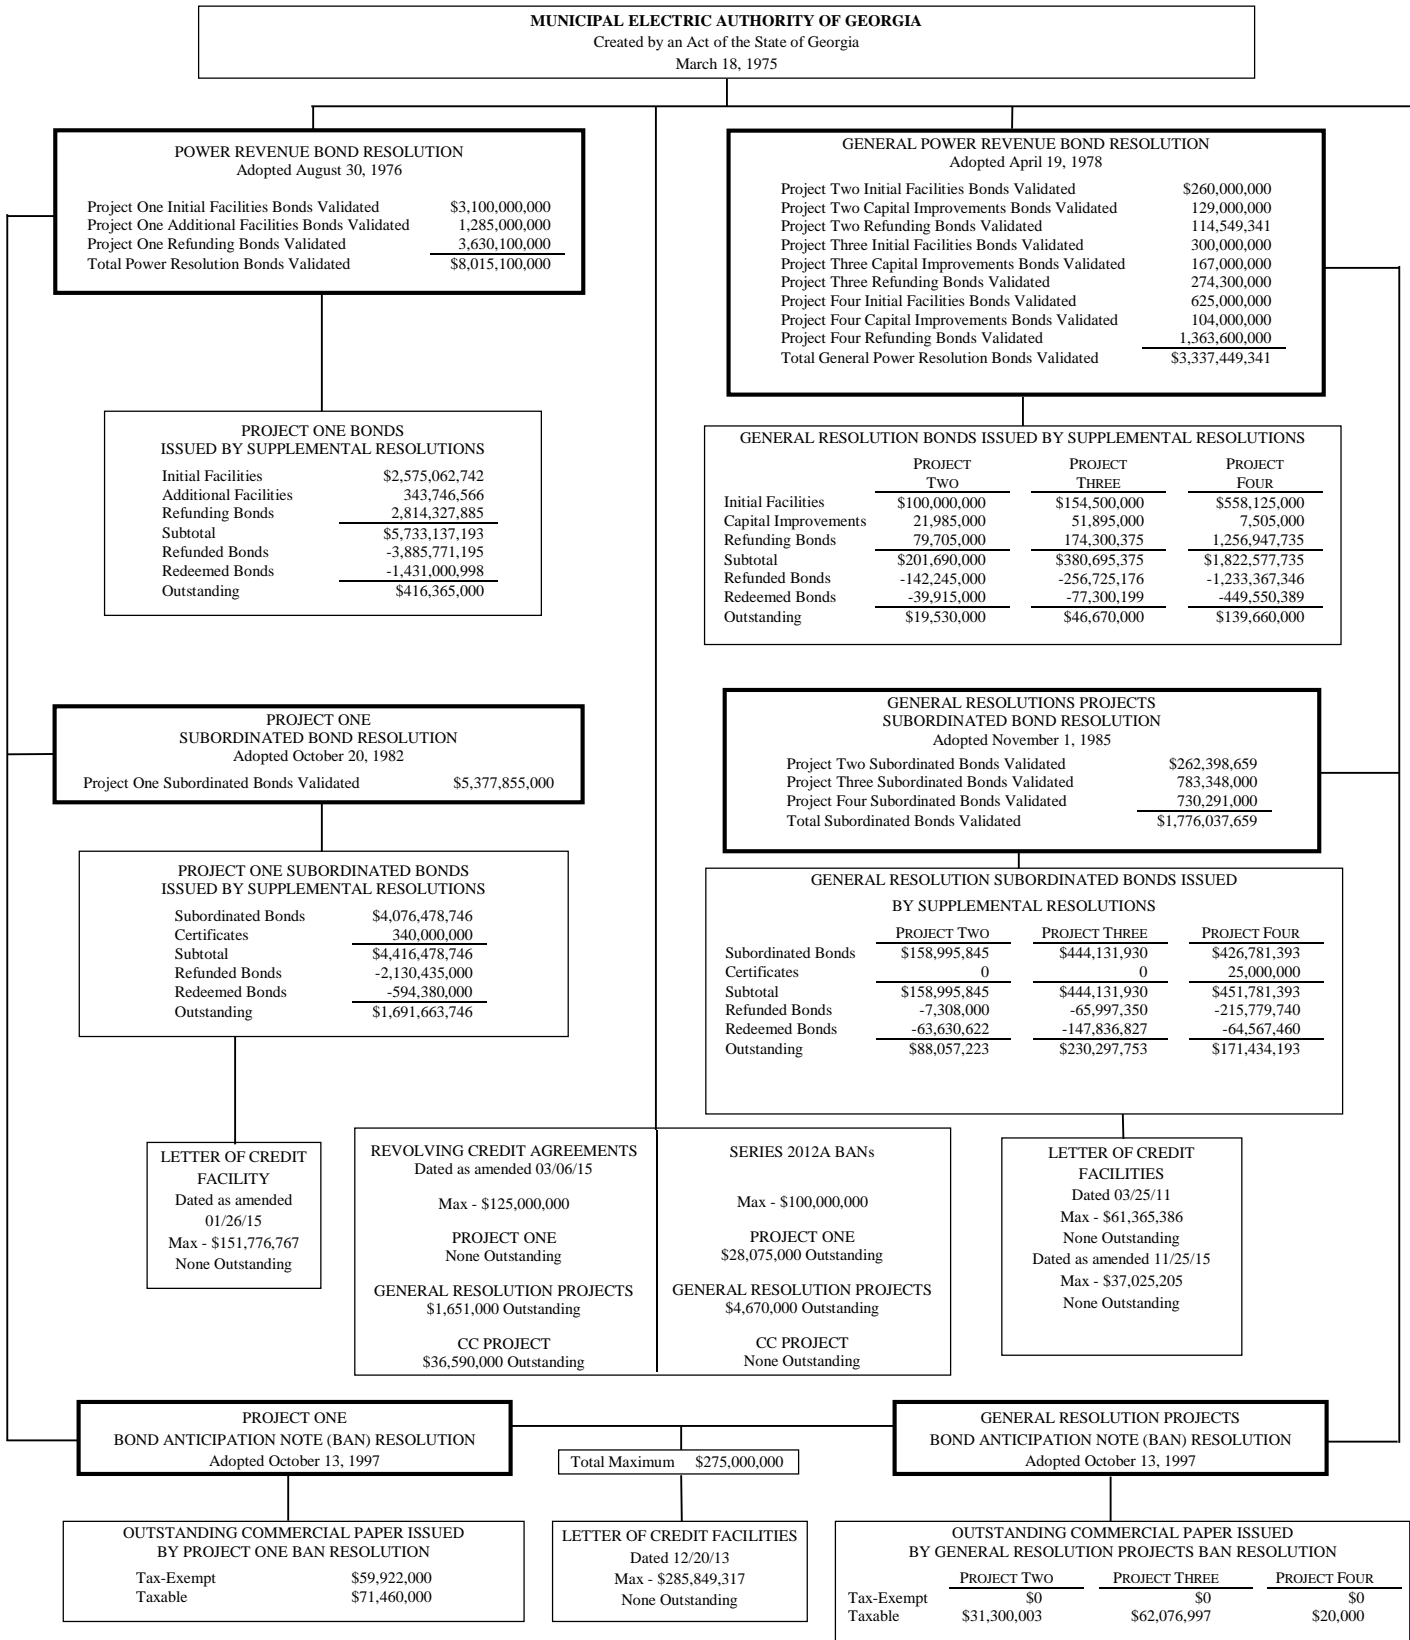 MUNICIPAL ELECTRIC AUTHORITY OF GEORGIA
Created by an Act of the State of Georgia
March 18, 1975
POWER REVENUE BOND RESOLUTION
Adopted August 30, 1976
Project One Initial Facilities Bonds Validated $3,100,000,000
Project One Additional Facilities Bonds Validated 1,285,000,000
Project One Refunding Bonds Validated 3,630,100,000
Total Power Resolution Bonds Validated $8,015,100,000
GENERAL POWER REVENUE BOND RESOLUTION
Adopted April 19, 1978
Project Two Initial Facilities Bonds Validated $260,000,000
Project Two Capital Improvements Bonds Validated 129,000,000
Project Two Refunding Bonds Validated 114,549,341
Project Three Initial Facilities Bonds Validated 300,000,000
Project Three Capital Improvements Bonds Validated 167,000,000
Project Three Refunding Bonds Validated 274,300,000
Project Four Initial Facilities Bonds Validated 625,000,000
Project Four Capital Improvements Bonds Validated 104,000,000
Project Four Refunding Bonds Validated 1,363,600,000
Total General Power Resolution Bonds Validated $3,337,449,341
PROJECT ONE BONDS
ISSUED BY SUPPLEMENTAL RESOLUTIONS
Initial Facilities $2,575,062,742
Additional Facilities 343,746,566
Refunding Bonds 2,814,327,885
Subtotal $5,733,137,193
Refunded Bonds -3,885,771,195
Redeemed Bonds -1,431,000,998
Outstanding $416,365,000
GENERAL RESOLUTION BONDS ISSUED BY SUPPLEMENTAL RESOLUTIONS
PROJECT PROJECT PROJECT
TWO THREE FOUR
Initial Facilities $100,000,000 $154,500,000 $558,125,000
Capital Improvements 21,985,000 51,895,000 7,505,000
Refunding Bonds 79,705,000 174,300,375 1,256,947,735
Subtotal $201,690,000 $380,695,375 $1,822,577,735
Refunded Bonds -142,245,000 -256,725,176 -1,233,367,346
Redeemed Bonds -39,915,000 -77,300,199 -449,550,389
Outstanding $19,530,000 $46,670,000 $139,660,000
PROJECT ONE
SUBORDINATED BOND RESOLUTION
Adopted October 20, 1982
Project One Subordinated Bonds Validated $5,377,855,000
GENERAL RESOLUTIONS PROJECTS
SUBORDINATED BOND RESOLUTION
Adopted November 1, 1985
Project Two Subordinated Bonds Validated $262,398,659
Project Three Subordinated Bonds Validated 783,348,000
Project Four Subordinated Bonds Validated 730,291,000
Total Subordinated Bonds Validated $1,776,037,659
PROJECT ONE SUBORDINATED BONDS
ISSUED BY SUPPLEMENTAL RESOLUTIONS
Subordinated Bonds $4,076,478,746
Certificates 340,000,000
Subtotal $4,416,478,746
Refunded Bonds -2,130,435,000
Redeemed Bonds -594,380,000
Outstanding $1,691,663,746
GENERAL RESOLUTION SUBORDINATED BONDS ISSUED
BY SUPPLEMENTAL RESOLUTIONS
PROJECT TWO PROJECT THREE PROJECT FOUR
Subordinated Bonds $158,995,845 $444,131,930 $426,781,393
Certificates 0 0 25,000,000
Subtotal $158,995,845 $444,131,930 $451,781,393
Refunded Bonds -7,308,000 -65,997,350 -215,779,740
Redeemed Bonds -63,630,622 -147,836,827 -64,567,460
Outstanding $88,057,223 $230,297,753 $171,434,193
LETTER OF CREDIT
FACILITY
Dated as amended
01/26/15
Max - $151,776,767
None Outstanding
REVOLVING CREDIT AGREEMENTS
Dated as amended 03/06/15
Max - $125,000,000
PROJECT ONE
None Outstanding
GENERAL RESOLUTION PROJECTS
$1,651,000 Outstanding
CC PROJECT
$36,590,000 Outstanding
SERIES 2012A BANs
Max - $100,000,000
PROJECT ONE
$28,075,000 Outstanding
GENERAL RESOLUTION PROJECTS
$4,670,000 Outstanding
CC PROJECT
None Outstanding
LETTER OF CREDIT
FACILITIES
Dated 03/25/11
Max - $61,365,386
None Outstanding
Dated as amended 11/25/15
Max - $37,025,205
None Outstanding
PROJECT ONE
BOND ANTICIPATION NOTE (BAN) RESOLUTION
Adopted October 13, 1997
Total Maximum $275,000,000
GENERAL RESOLUTION PROJECTS
BOND ANTICIPATION NOTE (BAN) RESOLUTION
Adopted October 13, 1997
OUTSTANDING COMMERCIAL PAPER ISSUED
BY PROJECT ONE BAN RESOLUTION
Tax-Exempt $59,922,000
Taxable $71,460,000
LETTER OF CREDIT FACILITIES
Dated 12/20/13
Max - $285,849,317
None Outstanding
OUTSTANDING COMMERCIAL PAPER ISSUED
BY GENERAL RESOLUTION PROJECTS BAN RESOLUTION
PROJECT TWO PROJECT THREE PROJECT FOUR
Tax-Exempt $0 $0 $0
Taxable $31,300,003 $62,076,997 $20,000